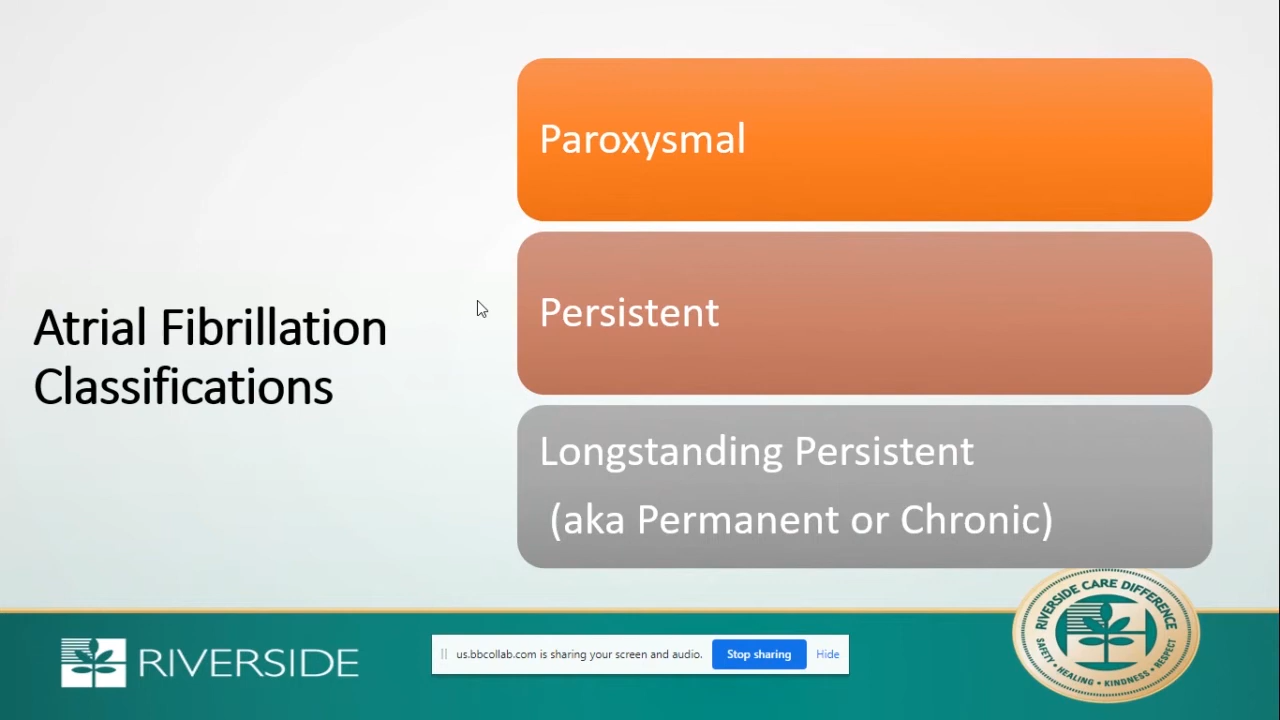 Paroxysmal
Persistent
Atrial Fibrillation
Classifications
Longstanding Persistent
(aka Permanent or Chronic)
RIVERSIDE
us.bbcollab.com is sharing your screen and audio.
Stop sharing
Hide
RIVERSIDE CARE DIFFERENCE
SAFETY • HEALING • KINDNESS • RESPECT